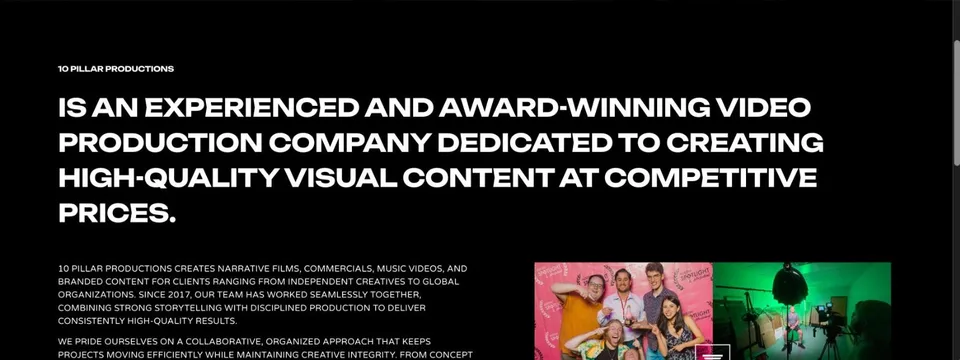 10 PILLAR PRODUCTIONS
IS AN EXPERIENCED AND AWARD-WINNING VIDEO
PRODUCTION COMPANY DEDICATED TO CREATING
HIGH-QUALITY VISUAL CONTENT AT COMPETITIVE
PRICES.
10 PILLAR PRODUCTIONS CREATES NARRATIVE FILMS, COMMERCIALS, MUSIC VIDEOS, AND
BRANDED CONTENT FOR CLIENTS RANGING FROM INDEPENDENT CREATIVES TO GLOBAL
ORGANIZATIONS. SINCE 2017, OUR TEAM HAS WORKED SEAMLESSLY TOGETHER,
COMBINING STRONG STORYTELLING WITH DISCIPLINED PRODUCTION TO DELIVER
CONSISTENTLY HIGH-QUALITY RESULTS.
WE PRIDE OURSELVES ON A COLLABORATIVE, ORGANIZED APPROACH THAT KEEPS
PROJECTS MOVING EFFICIENTLY WHILE MAINTAINING CREATIVE INTEGRITY. FROM CONCEPT
SPOTLIGHT